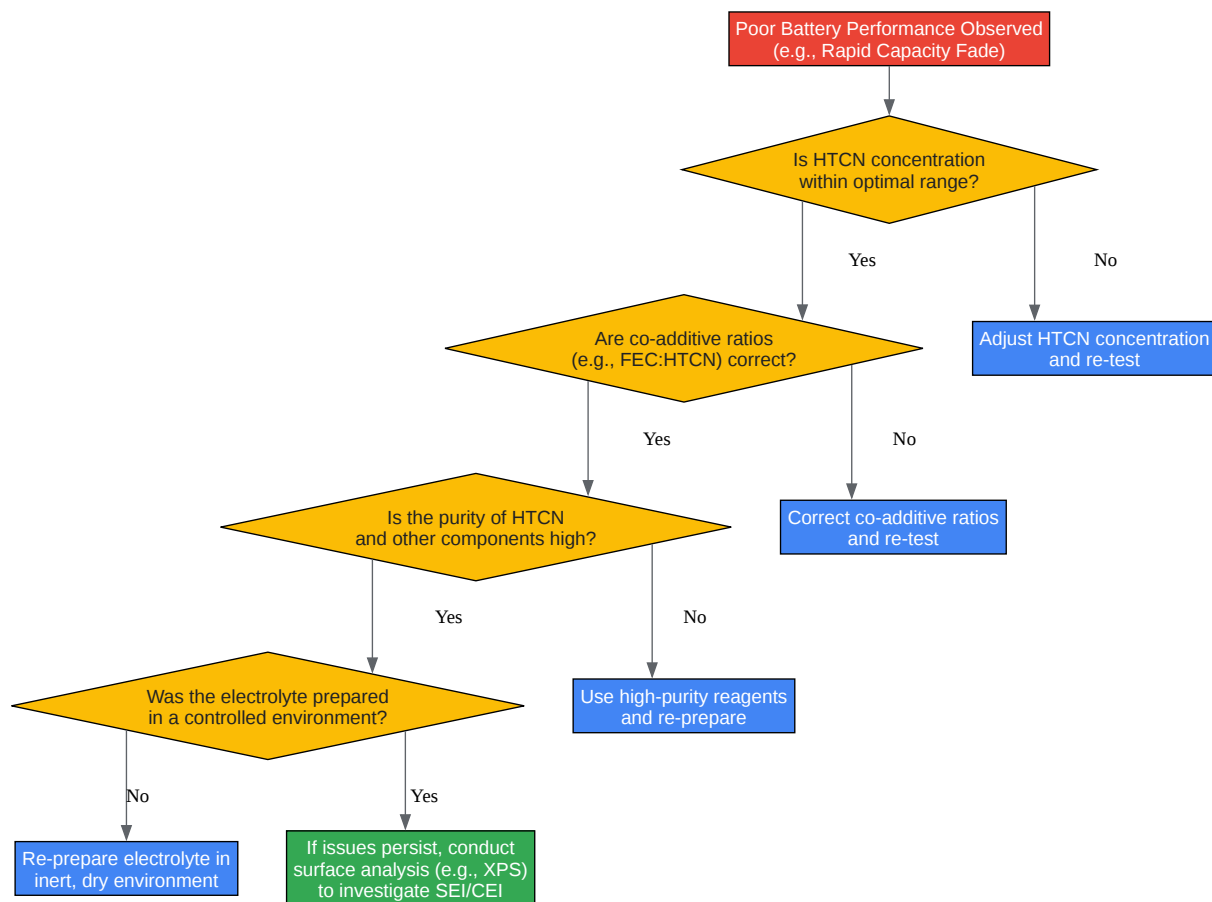 Poor Battery Performance Observed
(e.g., Rapid Capacity Fade)
Is HTCN concentration
within optimal range?
Yes
No
Are co-additive ratios
(e.g., FEC:HTCN) correct?
Adjust HTCN concentration
and re-test
Yes
No
Is the purity of HTCN
and other components high?
Correct co-additive ratios
and re-test
Yes
No
Was the electrolyte prepared
in a controlled environment?
Use high-purity reagents
and re-prepare
No
Yes
Re-prepare electrolyte in
inert, dry environment
If issues persist, conduct
surface analysis (e.g., XPS)
to investigate SEI/CEI